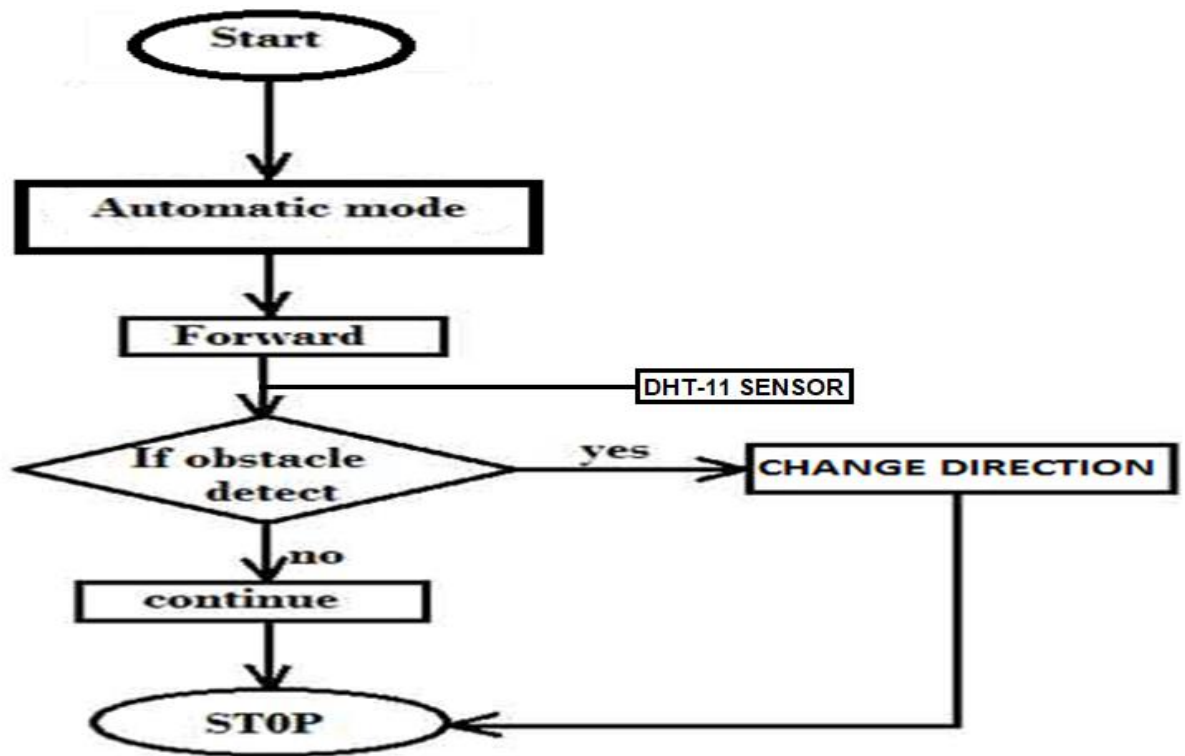 Start
Automatic mode
Forward
DHT-11 SENSOR
If obstacle
detect
yes
CHANGE DIRECTION
no
continue
ST0P